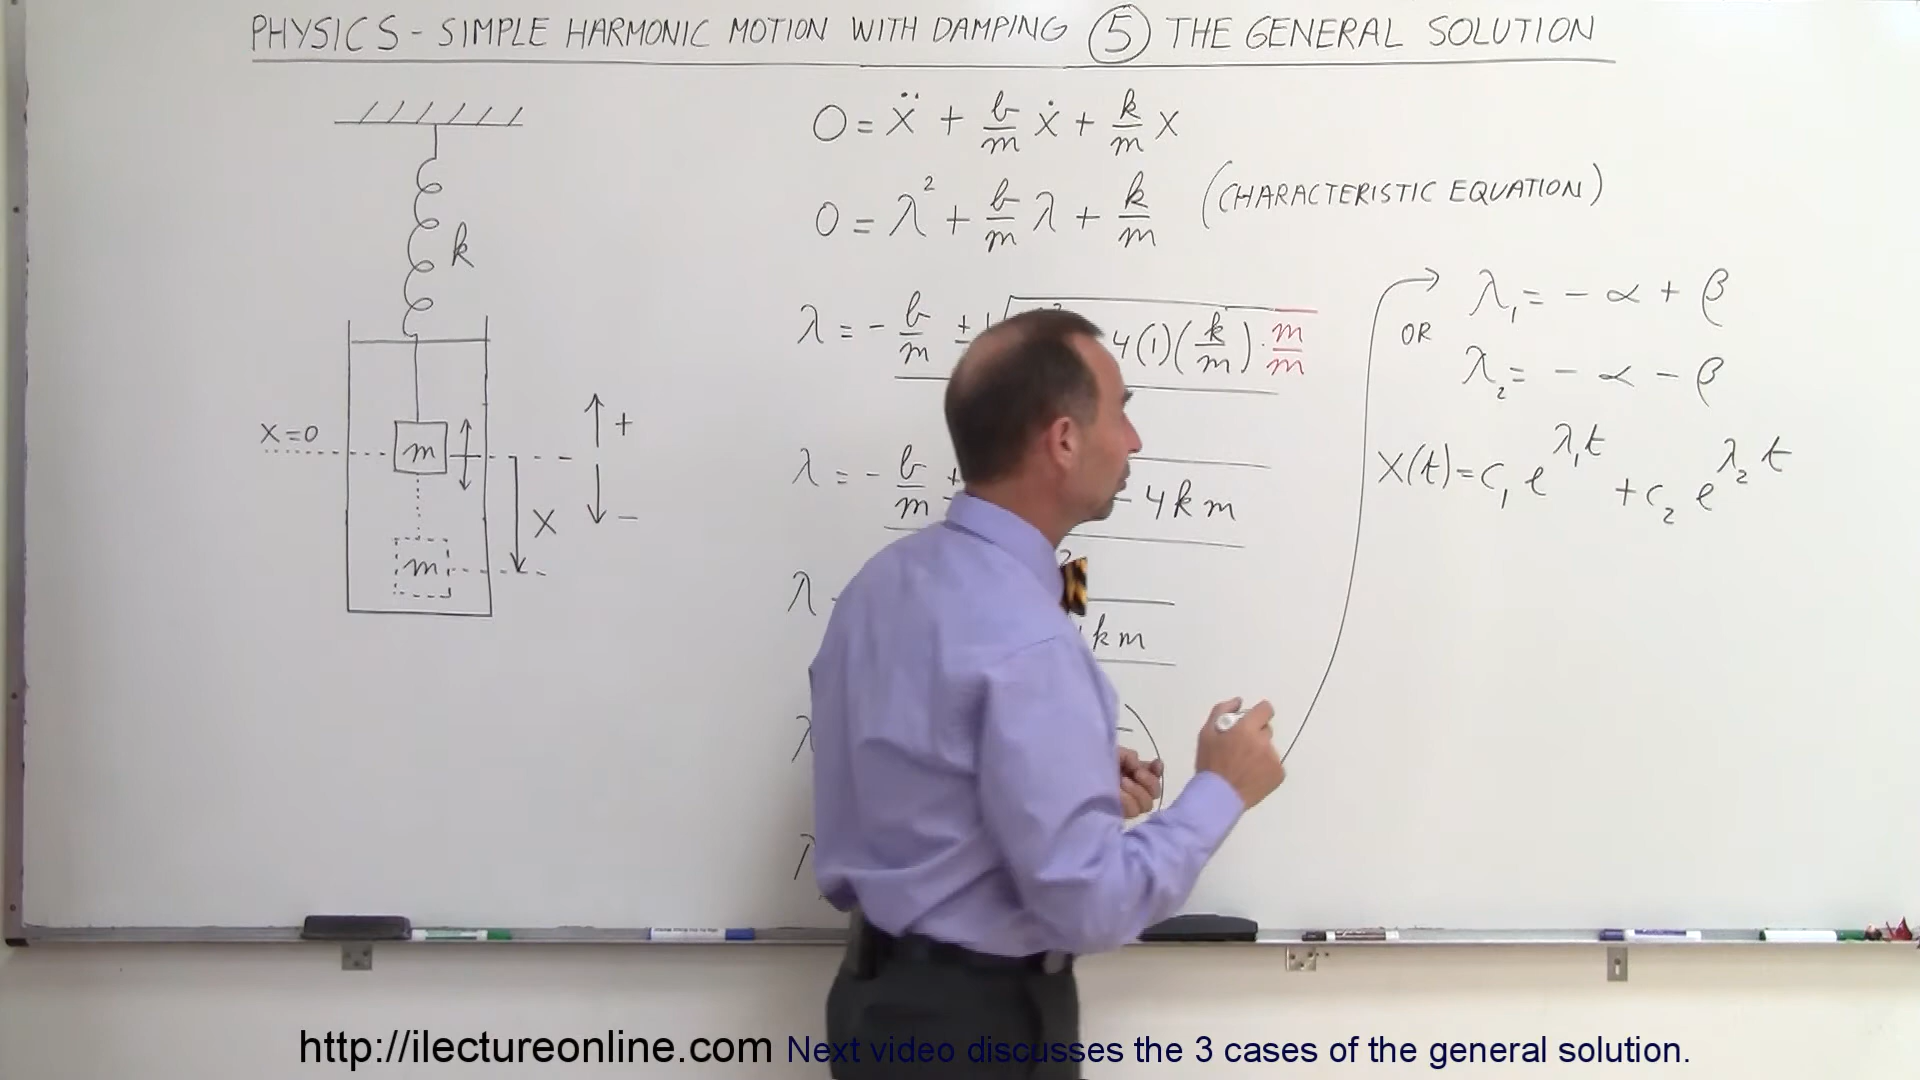 PHYSICS - SIMPLE HARMONIC MOTION WITH DAMPING ⑤ THE GENERAL SOLUTION
k
X=0
m
+
−
X
m
0 = ẍ + b/m ẋ + k/m x
0 = λ² + b/m λ + k/m (CHARACTERISTIC EQUATION)
λ = - b/m ± 4(1)(k/m)·m/m
λ = - b/m ± - 4km
λ km
λ
λ
λ₁ = - α + β
OR
λ₂ = - α - β
X(t) = C₁ e^λ₁t + C₂ e^λ₂t
http://ilectureonline.com Next video discusses the 3 cases of the general solution.